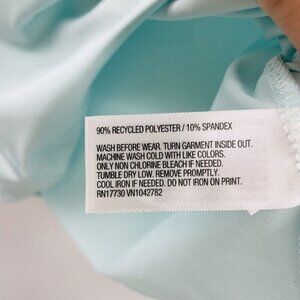 90% RECYCLED POLYESTER / 10% SPANDEX
WASH BEFORE WEAR. TURN GARMENT INSIDE OUT.
MACHINE WASH COLD WITH LIKE COLORS.
ONLY NON CHLORINE BLEACH IF NEEDED.
TUMBLE DRY LOW. REMOVE PROMPTLY.
COOL IRON IF NEEDED. DO NOT IRON ON PRINT.
RN17730 VN1042782